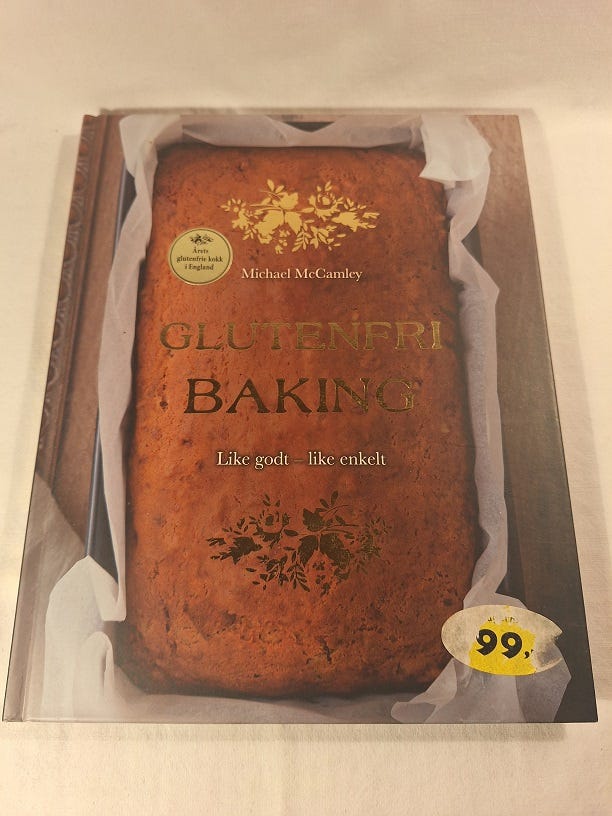 Årets
glutenfrie kokk
i England
Michael McCamley
GLUTENFRI
BAKING
Like godt – like enkelt
99,